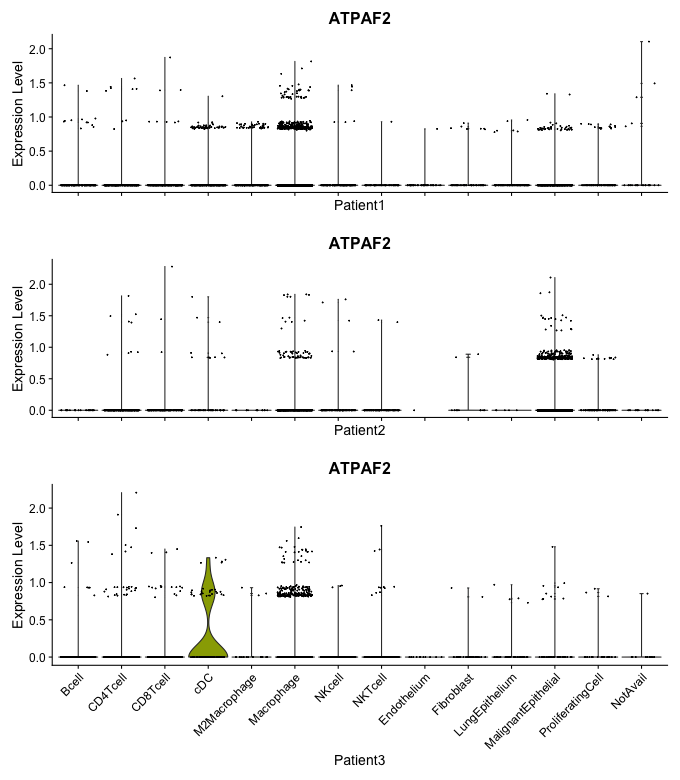 ATPAF2
Expression Level
2.0
1.5
1.0
0.5
0.0
Patient1
ATPAF2
Expression Level
2.0
1.5
1.0
0.5
0.0
Patient2
ATPAF2
Expression Level
2.0
1.5
1.0
0.5
0.0
Bcell
CD4Tcell
CD8Tcell
cDC
M2Macrophage
Macrophage
NKcell
NKTcell
Endothelium
Fibroblast
LungEpithelium
MalignantEpithelial
ProliferatingCell
NotAvail
Patient3